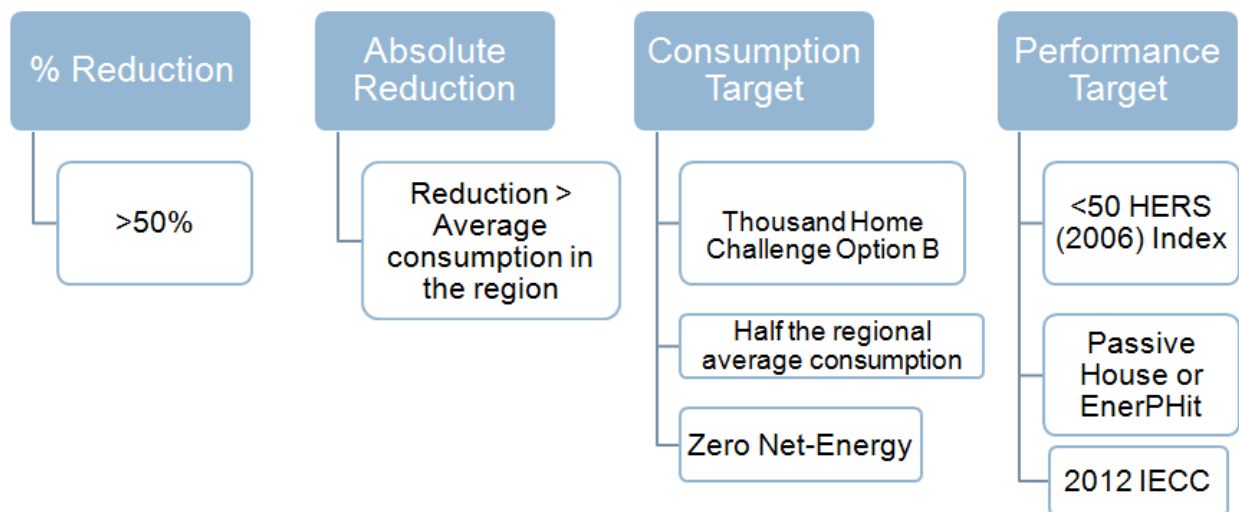 % Reduction
>50%
Absolute
Reduction
Reduction >
Average
consumption in
the region
Consumption
Target
Thousand Home
Challenge Option B
Half the regional
average consumption
Zero Net-Energy
Performance
Target
<50 HERS
(2006) Index
Passive
House or
EnerPHit
2012 IECC